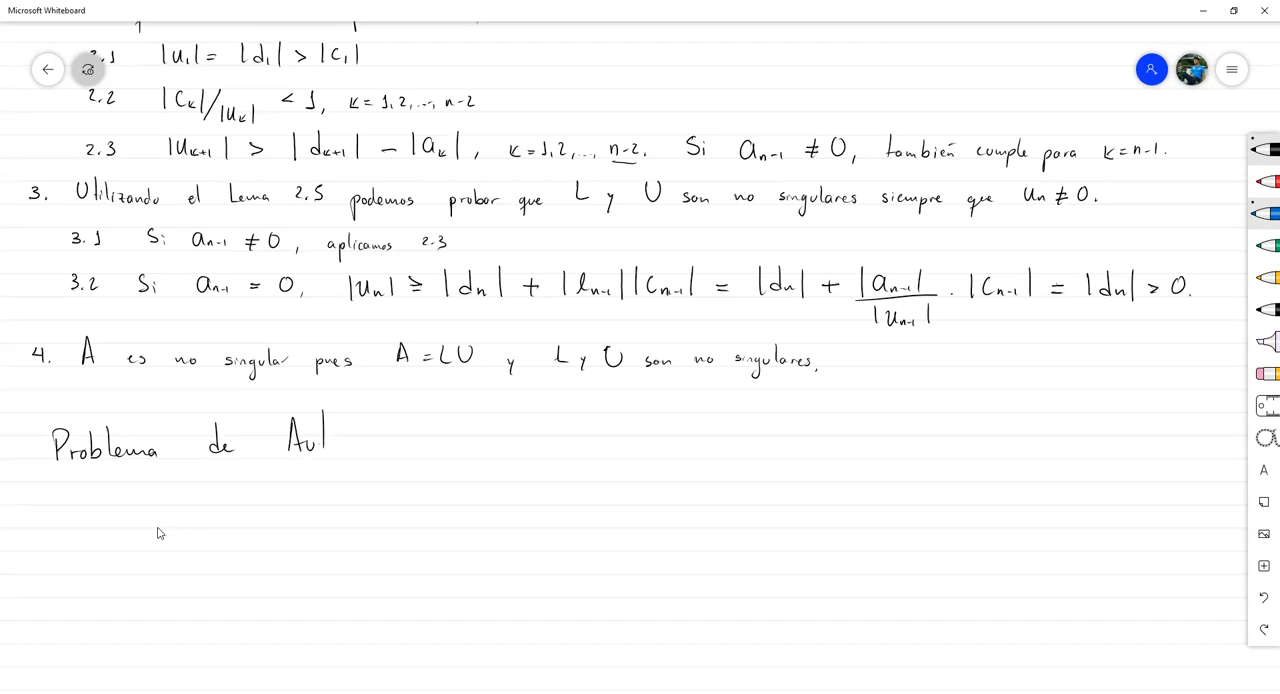 Microsoft Whiteboard
2.1 |u₁| = |d₁| > |c₁|
2.2 |cₖ|/|uₖ| < 1, k = 1, 2, ..., n-2
2.3 |uₖ₊₁| > |dₖ₊₁| - |aₖ|, k = 1, 2, ..., n-2. Si aₙ₋₁ ≠ 0, también cumple para k = n-1.
3. Utilizando el Lema 2.5 podemos probar que L y U son no singulares siempre que uₙ ≠ 0.
3.1 Si aₙ₋₁ ≠ 0, aplicamos 2.3
3.2 Si aₙ₋₁ = 0, |uₙ| ≥ |dₙ| + |lₙ₋₁||cₙ₋₁| = |dₙ| + |aₙ₋₁|/|uₙ₋₁| · |cₙ₋₁| = |dₙ| > 0.
4. A es no singular pues A = LU y L y U son no singulares.
Problema de Aul